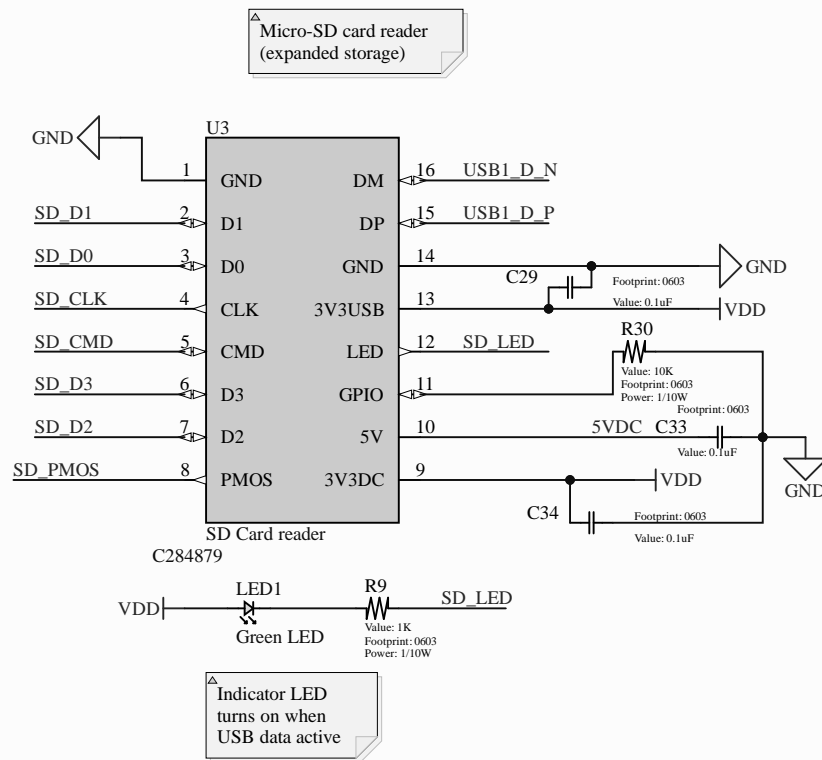 Micro-SD card reader
(expanded storage)
U3
GND
1
GND
DM
16
USB1_D_N
SD_D1
2
D1
DP
15
USB1_D_P
SD_D0
3
D0
GND
14
C29
Footprint: 0603
GND
SD_CLK
4
CLK
3V3USB
13
Value: 0.1uF
VDD
R30
SD_CMD
5
CMD
LED
12
SD_LED
Value: 10K
Footprint: 0603
Power: 1/10W
SD_D3
6
D3
GPIO
11
Footprint: 0603
SD_D2
7
D2
5V
10
5VDC
C33
Value: 0.1uF
GND
SD_PMOS
8
PMOS
3V3DC
9
VDD
C34
Footprint: 0603
Value: 0.1uF
SD Card reader
C284879
VDD
LED1
Green LED
R9
Value: 1K
Footprint: 0603
Power: 1/10W
SD_LED
Indicator LED
turns on when
USB data active